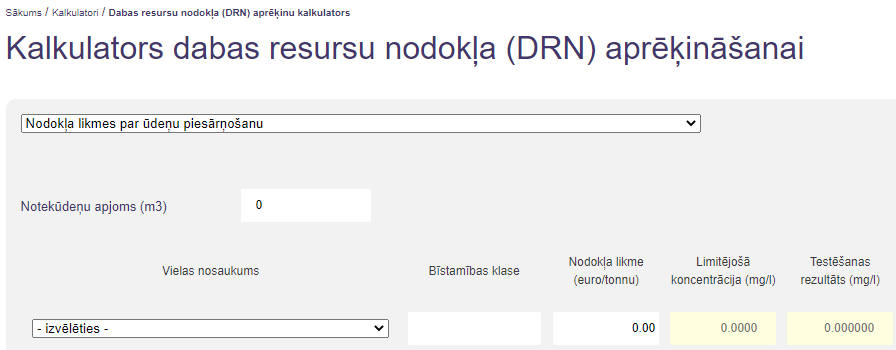 Sākums / Kalkulatori / Dabas resursu nodokļa (DRN) aprēķinu kalkulators
Kalkulators dabas resursu nodokļa (DRN) aprēķināšanai
Nodokļa likmes par ūdeņu piesārņošanu
Notekūdeņu apjoms (m3) 0
Vielas nosaukums Bīstamības klase Nodokļa likme (euro/tonnu) Limitējošā koncentrācija (mg/l) Testēšanas rezultāts (mg/l)
- izvēlēties - 0.00 0.0000 0.000000